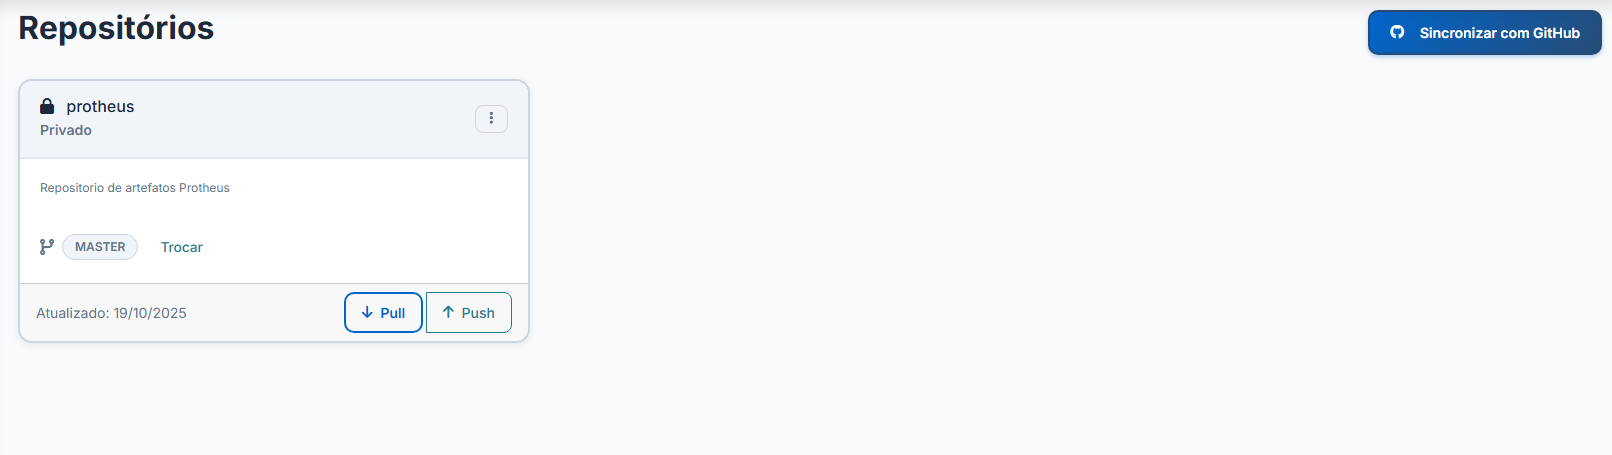 Repositórios
Sincronizar com GitHub
protheus
Privado
Repositorio de artefatos Protheus
MASTER
Trocar
Atualizado: 19/10/2025
Pull
Push